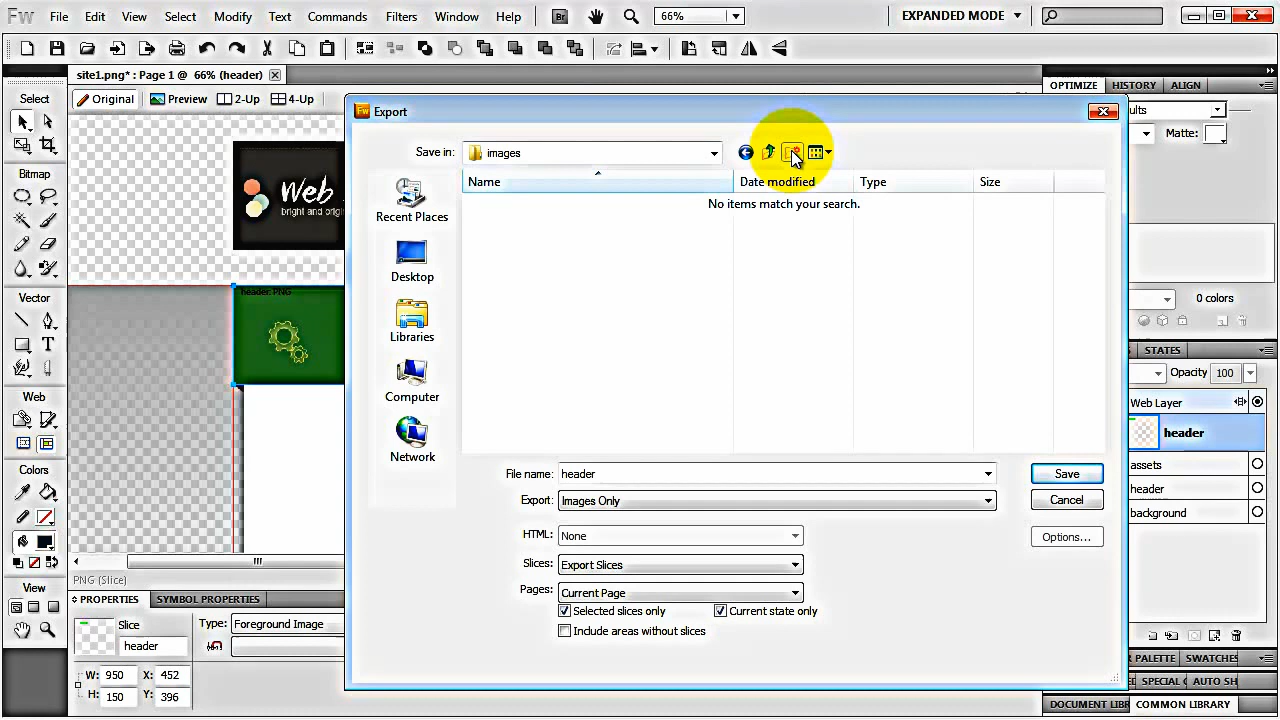 Fw File Edit View Select Modify Text Commands Filters Window Help Br 66% EXPANDED MODE
site1.png* : Page 1 @ 66% (header)
OPTIMIZE HISTORY ALIGN
Select
Original Preview 2-Up 4-Up
Fw Export
ults
Matte:
Save in: images
Bitmap
Name Date modified Type Size
Web
bright and origin
No items match your search.
Recent Places
Desktop
Libraries
Computer
Network
header: PNG
Vector
T
0 colors
STATES
Opacity 100
Web Layer
header
assets
header
background
Web
Colors
File name: header Save
Export: Images Only Cancel
HTML: None Options...
Slices: Export Slices
Pages: Current Page
Selected slices only Current state only
Include areas without slices
PNG (Slice)
View
PROPERTIES SYMBOL PROPERTIES
Slice Type: Foreground Image
header
W: 950 X: 452
H: 150 Y: 396
PALETTE SWATCHES
SPECIAL AUTO SH
DOCUMENT LIBR COMMON LIBRARY